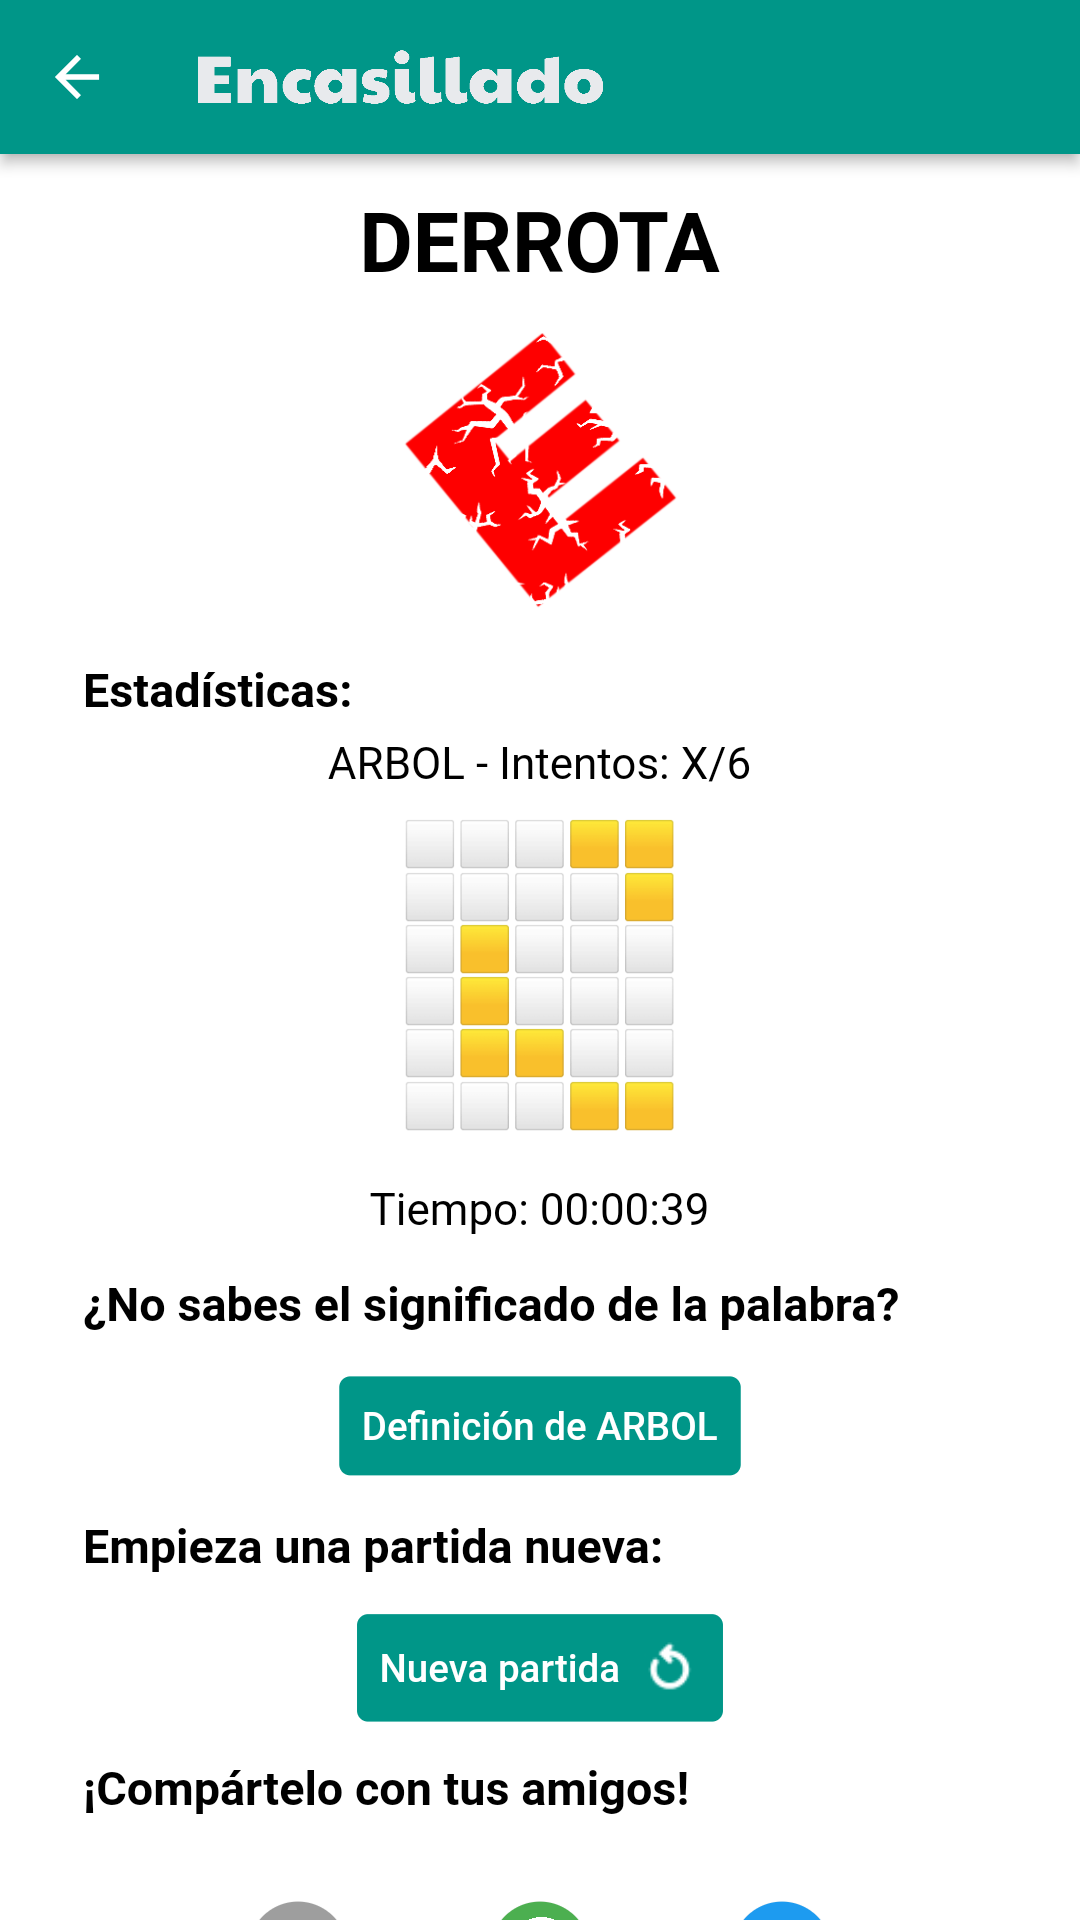 Encasillado
DERROTA
Estadísticas:
ARBOL - Intentos: X/6
Tiempo: 00:00:39
¿No sabes el significado de la palabra?
Definición de ARBOL
Empieza una partida nueva:
Nueva partida
¡Compártelo con tus amigos!